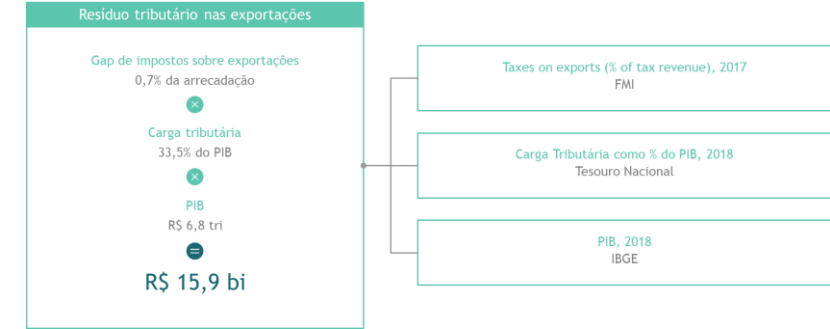 Resíduo tributário nas exportações
Gap de impostos sobre exportações
0,7% da arrecadação
×
Carga tributária
33,5% do PIB
×
PIB
R$ 6,8 tri
=
R$ 15,9 bi
Taxes on exports (% of tax revenue), 2017
FMI
Carga Tributária como % do PIB, 2018
Tesouro Nacional
PIB, 2018
IBGE